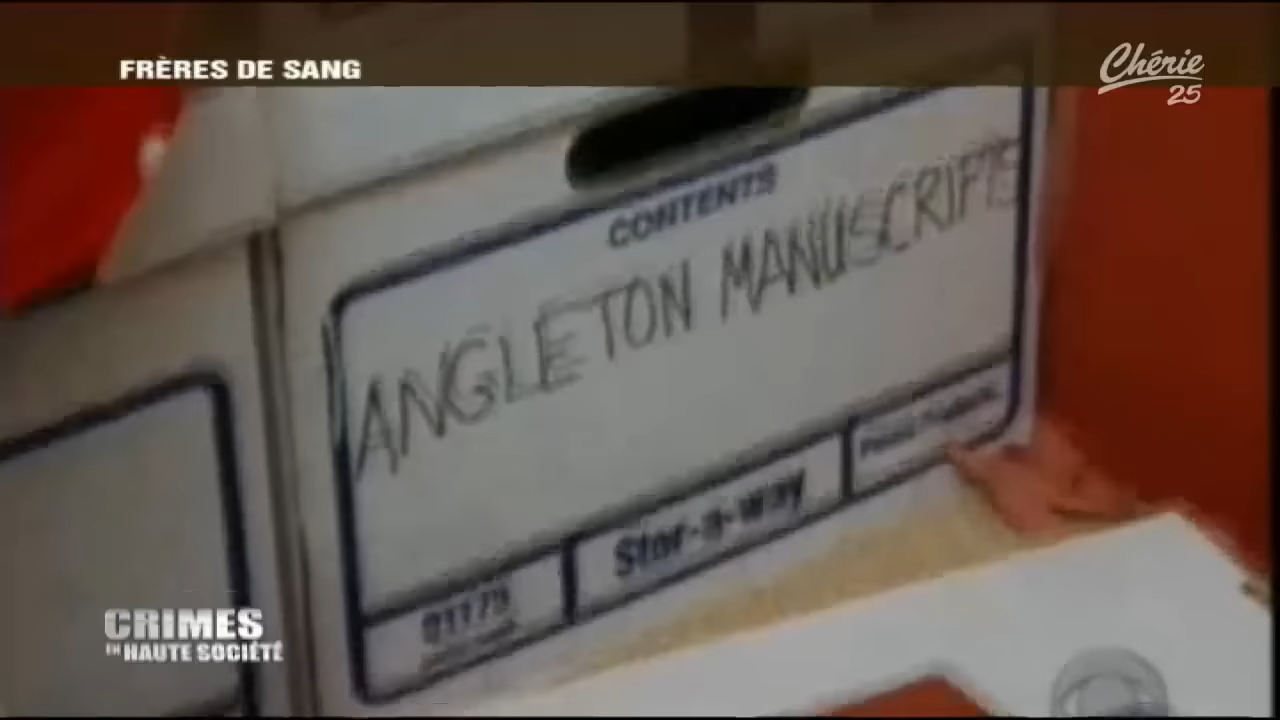 FRÈRES DE SANG
Chérie
25
CONTENTS
ANGLETON MANUSCRIPTS
Stor-a-way
CRIMES
EN HAUTE SOCIÉTÉ